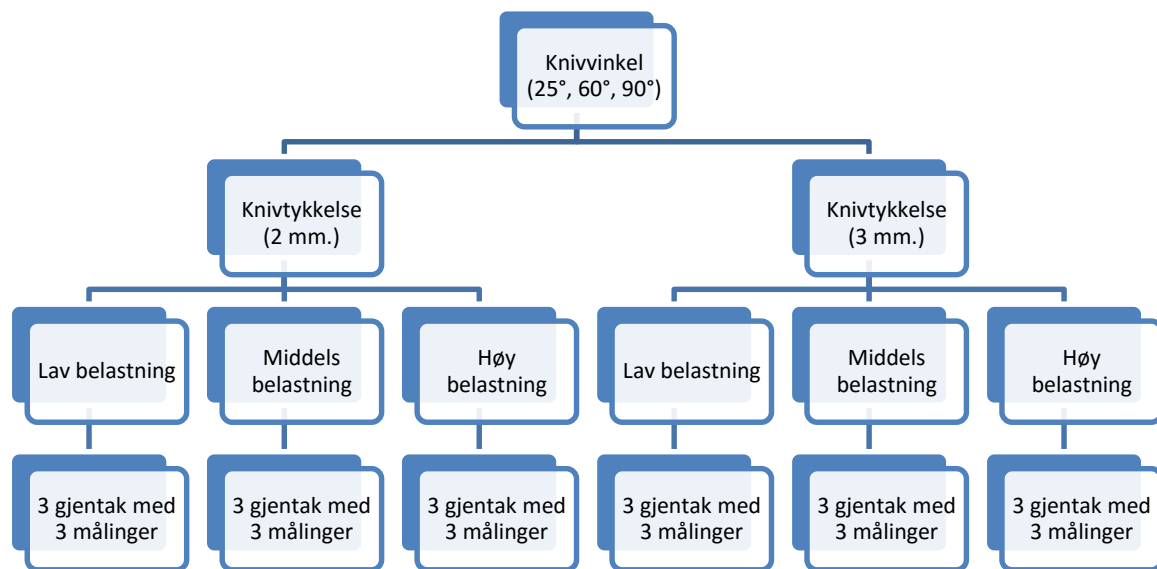 Knivvinkel
(25°, 60°, 90°)
Knivtykkelse
(2 mm.)
Knivtykkelse
(3 mm.)
Lav belastning
Middels
belastning
Høy
belastning
Lav belastning
Middels
belastning
Høy
belastning
3 gjentak med
3 målinger
3 gjentak med
3 målinger
3 gjentak med
3 målinger
3 gjentak med
3 målinger
3 gjentak med
3 målinger
3 gjentak med
3 målinger